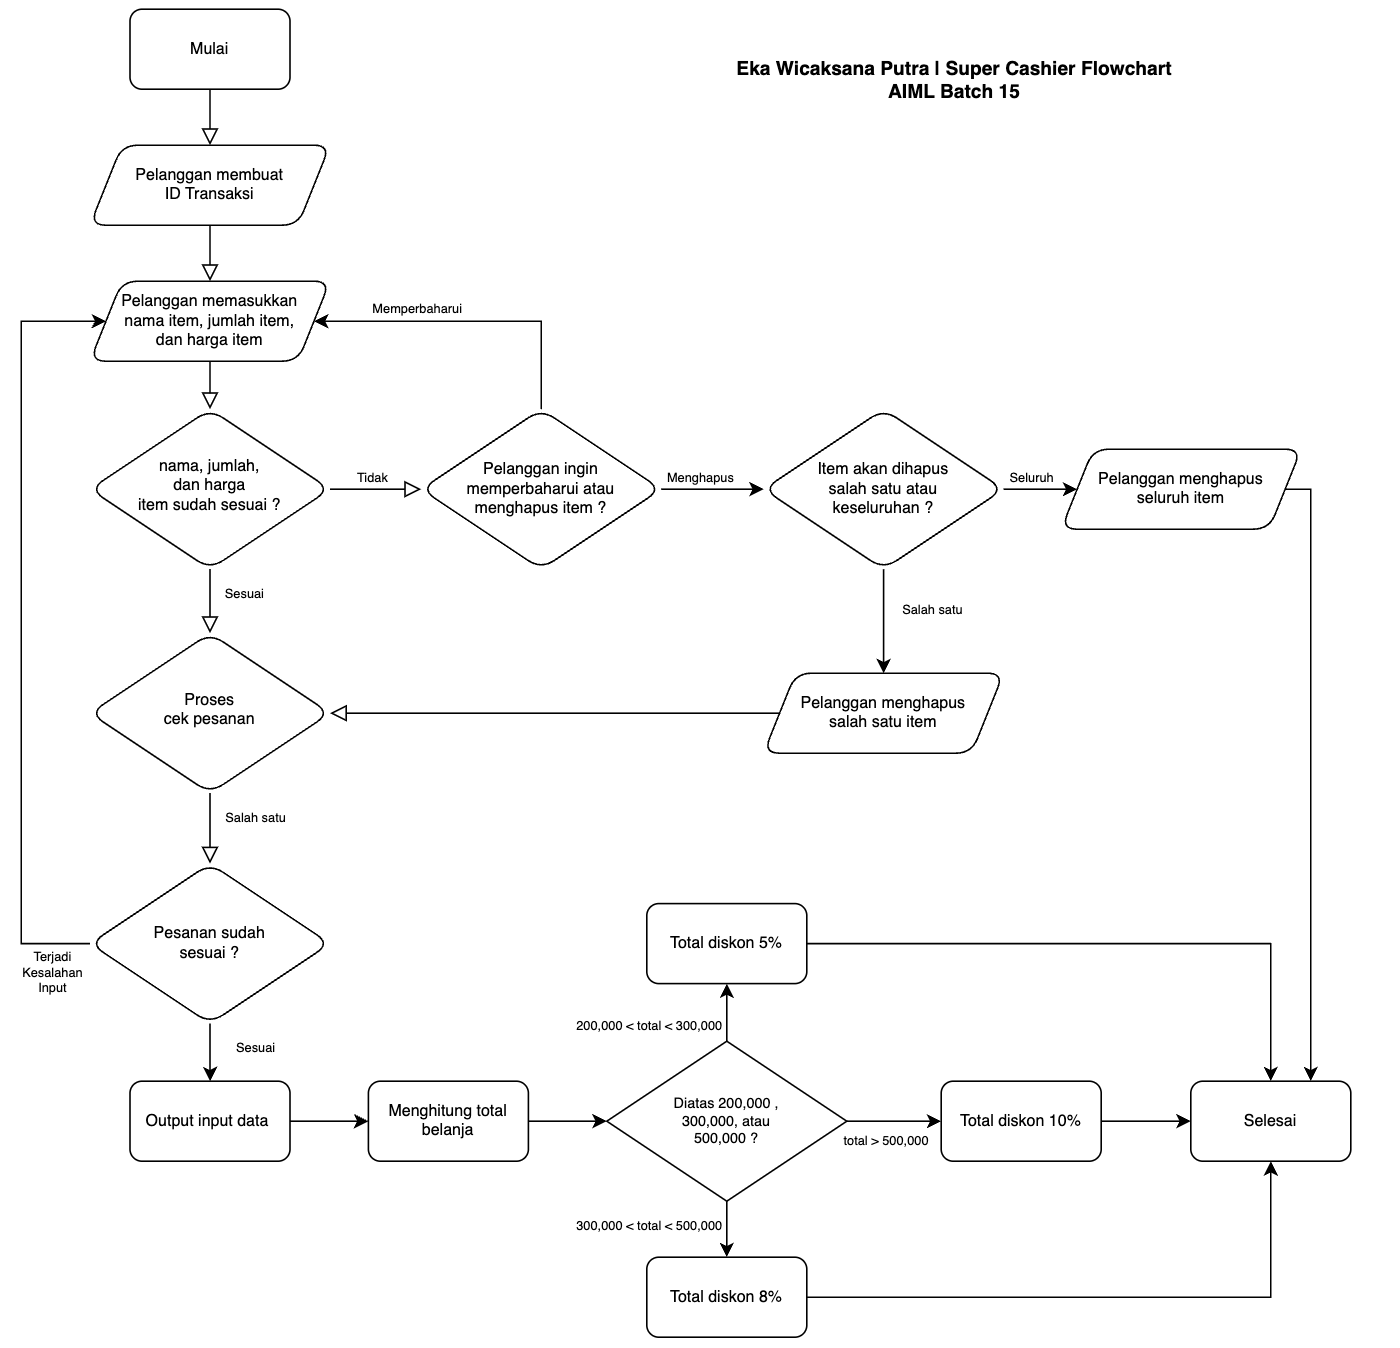 Mulai
Eka Wicaksana Putra | Super Cashier Flowchart
AIML Batch 15
Pelanggan membuat
ID Transaksi
Pelanggan memasukkan
nama item, jumlah item,
dan harga item
Memperbaharui
nama, jumlah,
dan harga
item sudah sesuai ?
Tidak
Pelanggan ingin
memperbaharui atau
menghapus item ?
Menghapus
Item akan dihapus
salah satu atau
keseluruhan ?
Seluruh
Pelanggan menghapus
seluruh item
Sesuai
Salah satu
Proses
cek pesanan
Pelanggan menghapus
salah satu item
Salah satu
Pesanan sudah
sesuai ?
Terjadi
Kesalahan
Input
Sesuai
Total diskon 5%
200,000 < total < 300,000
Output input data
Menghitung total
belanja
Diatas 200,000 ,
300,000, atau
500,000 ?
total > 500,000
Total diskon 10%
Selesai
300,000 < total < 500,000
Total diskon 8%